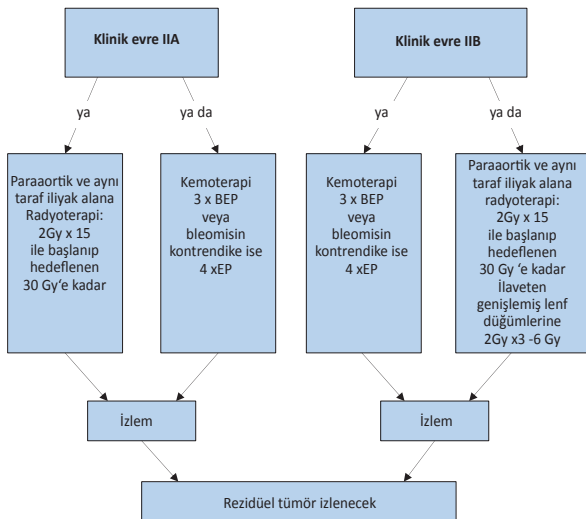 Klinik evre IIA
Klinik evre IIB
ya
ya da
ya
ya da
Paraaortik ve aynı
taraf iliyak alana
Radyoterapi:
2Gy x 15
ile başlanıp
hedeflenen
30 Gy‘e kadar
Kemoterapi
3 x BEP
veya
bleomisin
kontrendike ise
4 xEP
Kemoterapi
3 x BEP
veya
bleomisin
kontrendike ise
4 xEP
Paraaortik ve aynı
taraf iliyak alana
radyoterapi:
2Gy x 15
ile başlanıp
hedeflenen
30 Gy ‘e kadar
İlaveten
genişlemiş lenf
düğümlerine
2Gy x3 -6 Gy
İzlem
İzlem
Rezidüel tümör izlenecek